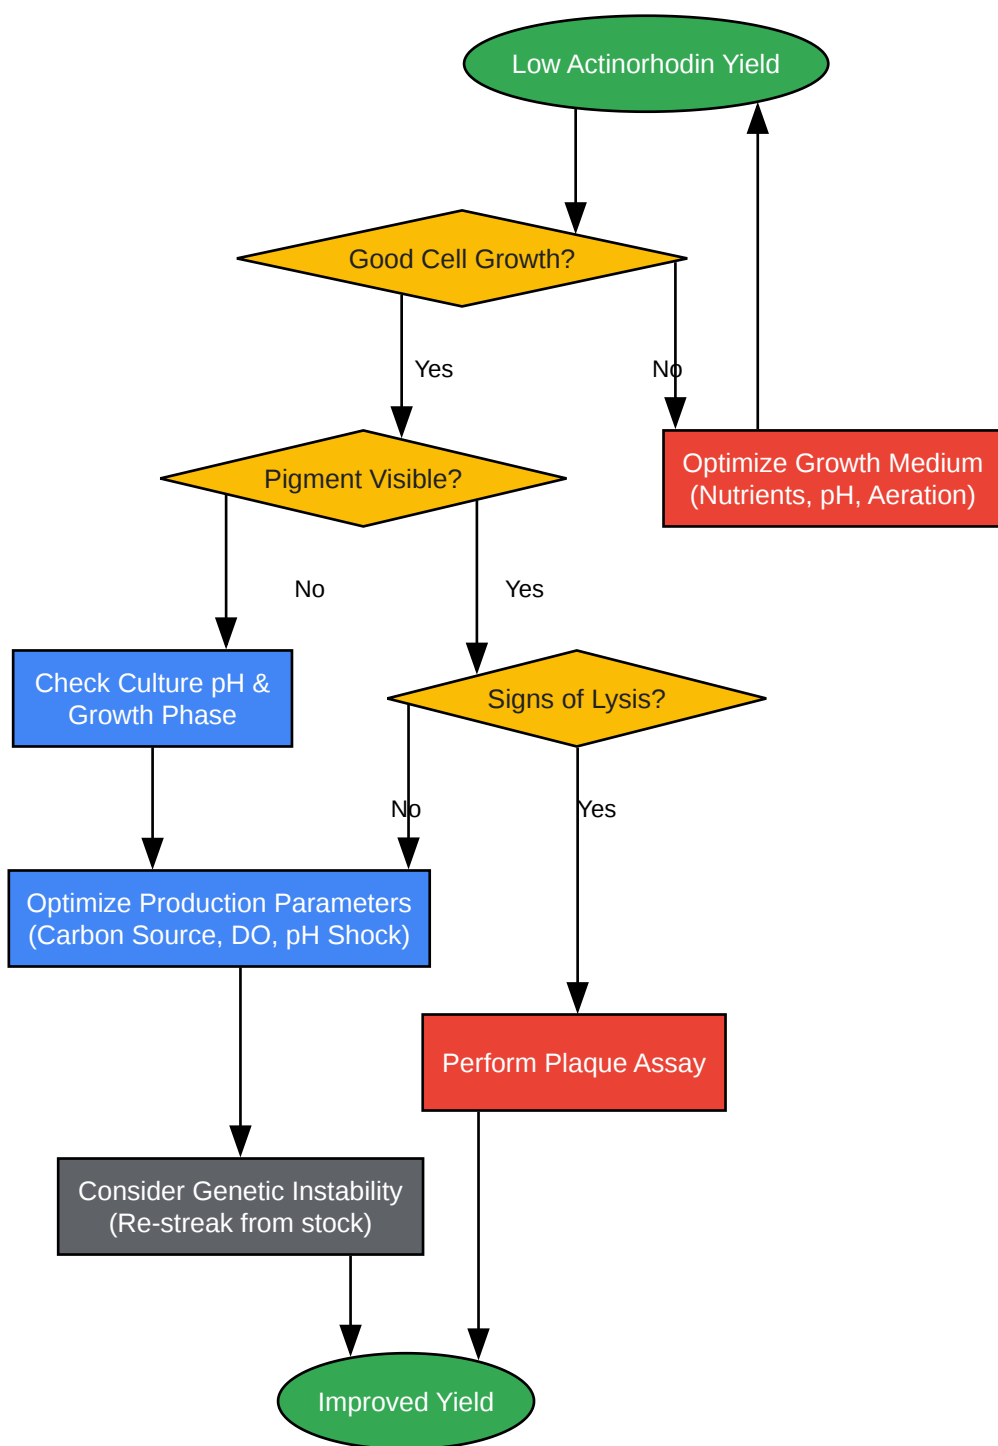 Low Actinorhodin Yield
Good Cell Growth?
Yes
No
Pigment Visible?
Optimize Growth Medium
(Nutrients, pH, Aeration)
No
Yes
Check Culture pH &
Growth Phase
Signs of Lysis?
No
Yes
Optimize Production Parameters
(Carbon Source, DO, pH Shock)
Perform Plaque Assay
Consider Genetic Instability
(Re-streak from stock)
Improved Yield